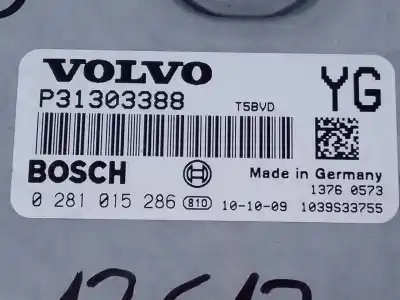 VOLVO
YG
P31303388
T5BVD
BOSCH
Made in Germany
1376 0573
0 281 015 286 810 10-10-09 1039S33755